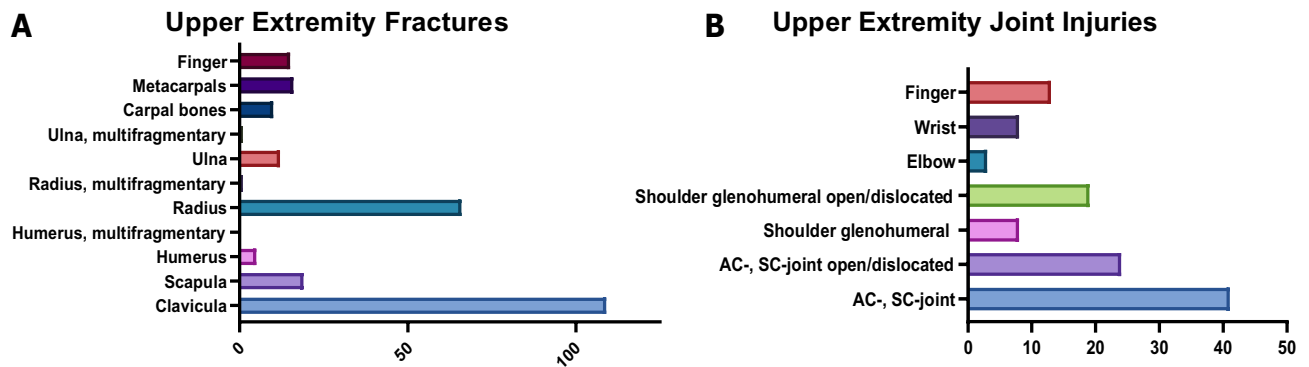 A
Upper Extremity Fractures
Finger
Metacarpals
Carpal bones
Ulna, multifragmentary
Ulna
Radius, multifragmentary
Radius
Humerus, multifragmentary
Humerus
Scapula
Clavicula
0
50
100
B
Upper Extremity Joint Injuries
Finger
Wrist
Elbow
Shoulder glenohumeral open/dislocated
Shoulder glenohumeral
AC-, SC-joint open/dislocated
AC-, SC-joint
0 10 20 30 40 50